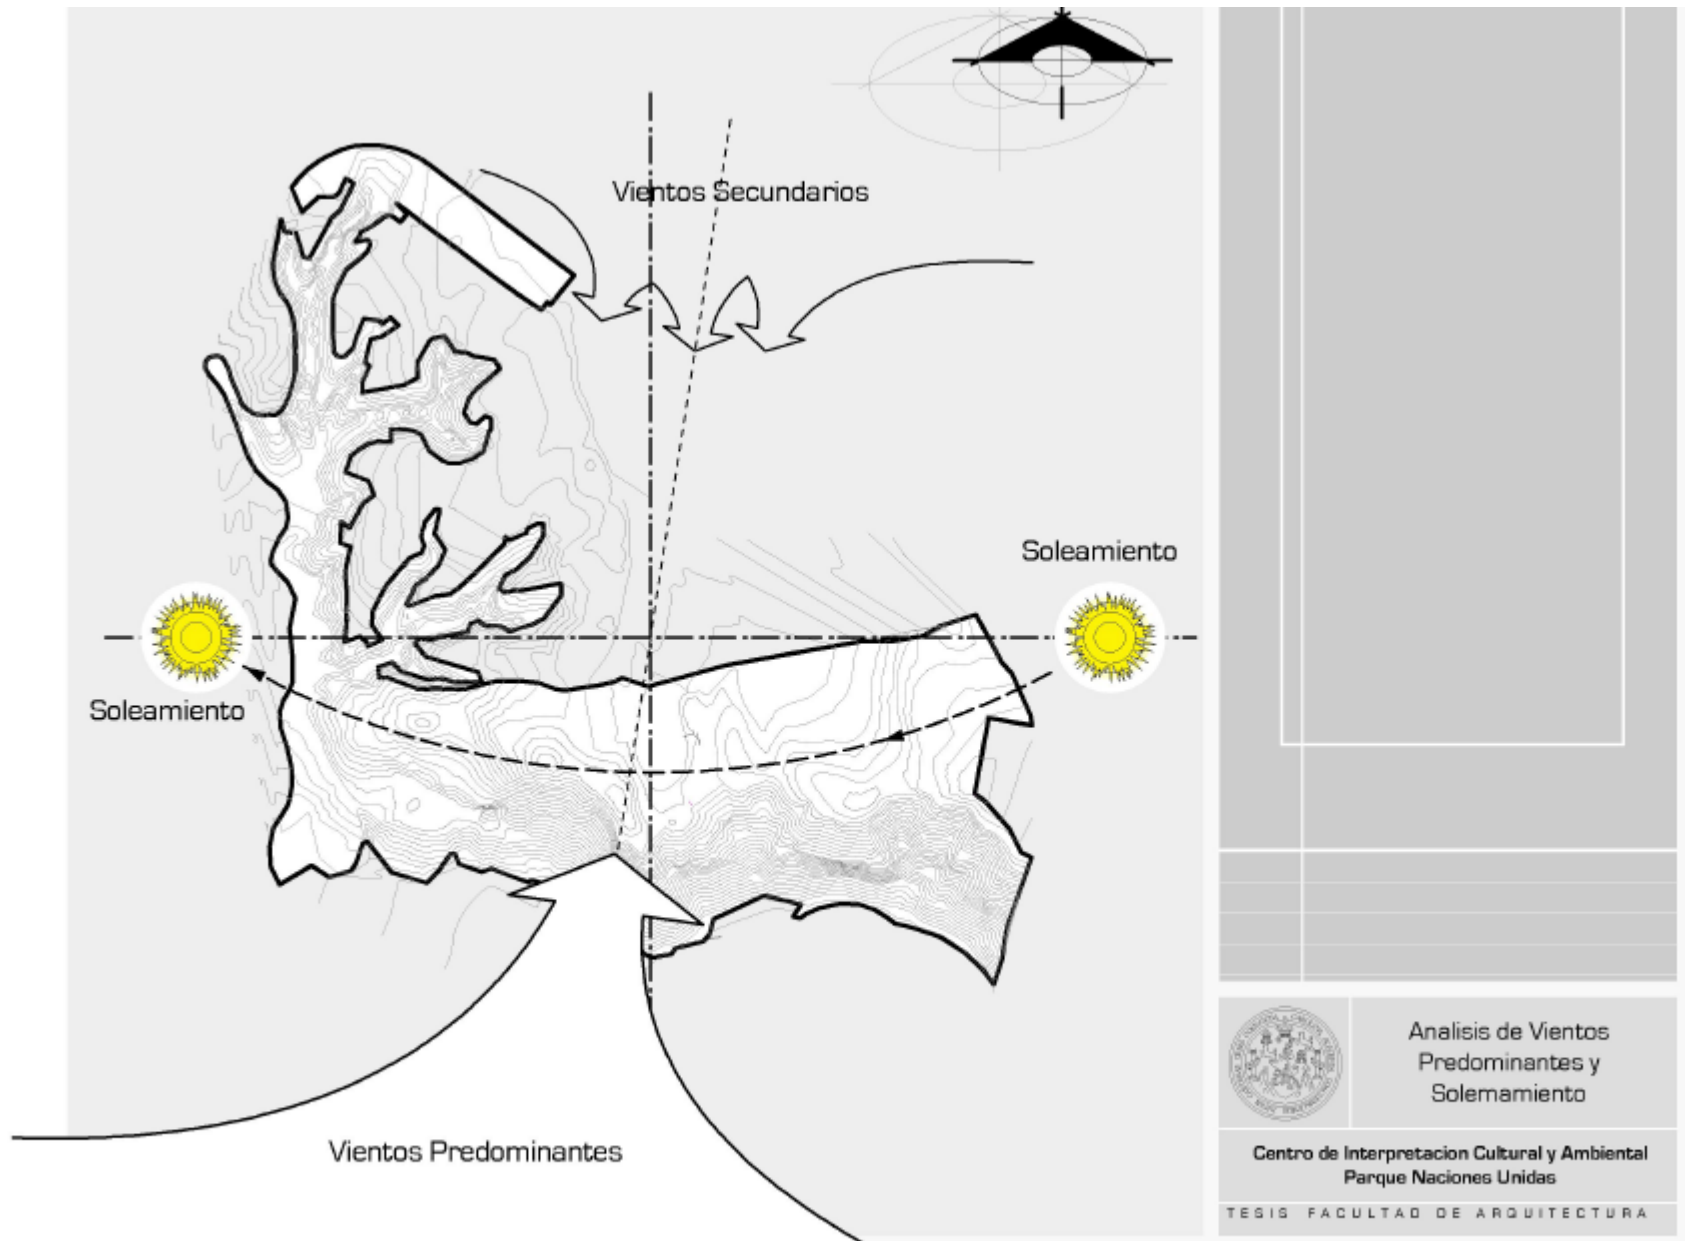 Vientos Secundarios
Soleamiento
Soleamiento
Vientos Predominantes
Analisis de Vientos
Predominantes y
Solemamiento
Centro de Interpretacion Cultural y Ambiental
Parque Naciones Unidas
TESIS FACULTAD DE ARQUITECTURA